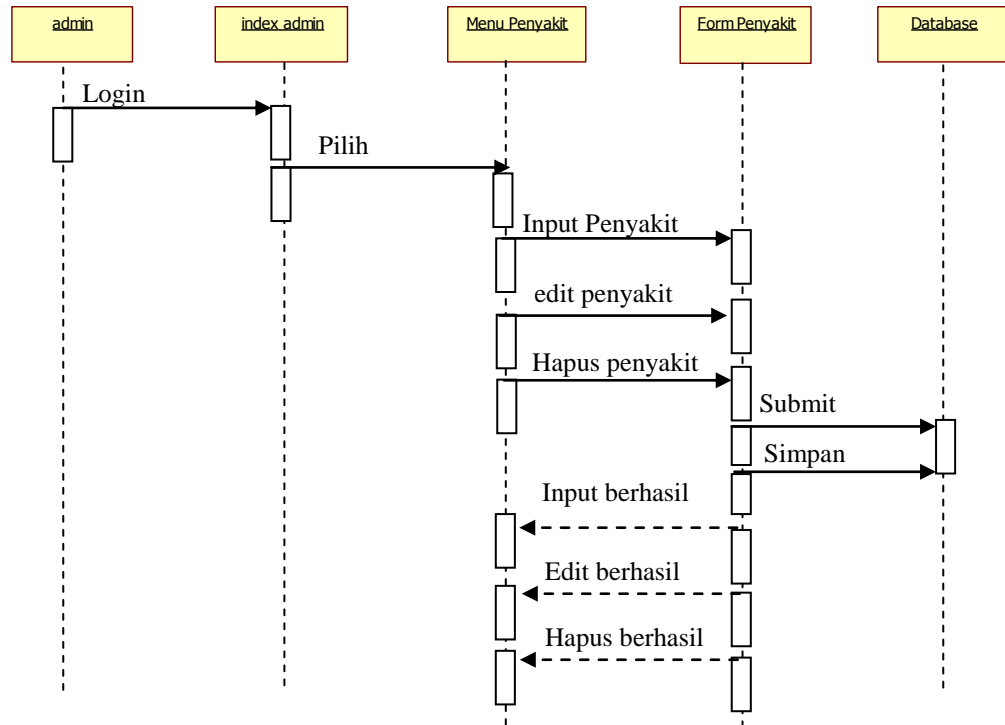 admin
index admin
Menu Penyakit
Form Penyakit
Database
Login
Pilih
Input Penyakit
edit penyakit
Hapus penyakit
Submit
Simpan
Input berhasil
Edit berhasil
Hapus berhasil